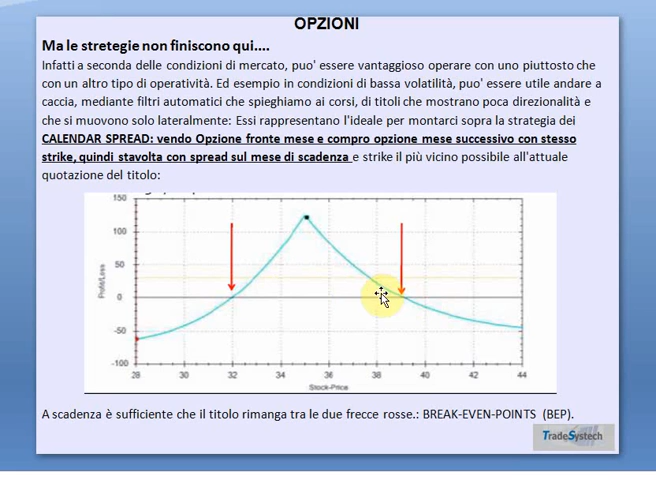 OPZIONI
Ma le stretegie non finiscono qui....
Infatti a seconda delle condizioni di mercato, puo' essere vantaggioso operare con uno piuttosto che
con un altro tipo di operatività. Ed esempio in condizioni di bassa volatilità, puo' essere utile andare a
caccia, mediante filtri automatici che spieghiamo ai corsi, di titoli che mostrano poca direzionalità e
che si muovono solo lateralmente: Essi rappresentano l'ideale per montarci sopra la strategia dei
CALENDAR SPREAD: vendo Opzione fronte mese e compro opzione mese successivo con stesso
strike, quindi stavolta con spread sul mese di scadenza e strike il più vicino possibile all'attuale
quotazione del titolo:
150
100
50
0
-50
-100
Profit/Loss
28 30 32 34 36 38 40 42 44
Stock-Price
A scadenza è sufficiente che il titolo rimanga tra le due frecce rosse.: BREAK-EVEN-POINTS (BEP).
TradeSystech